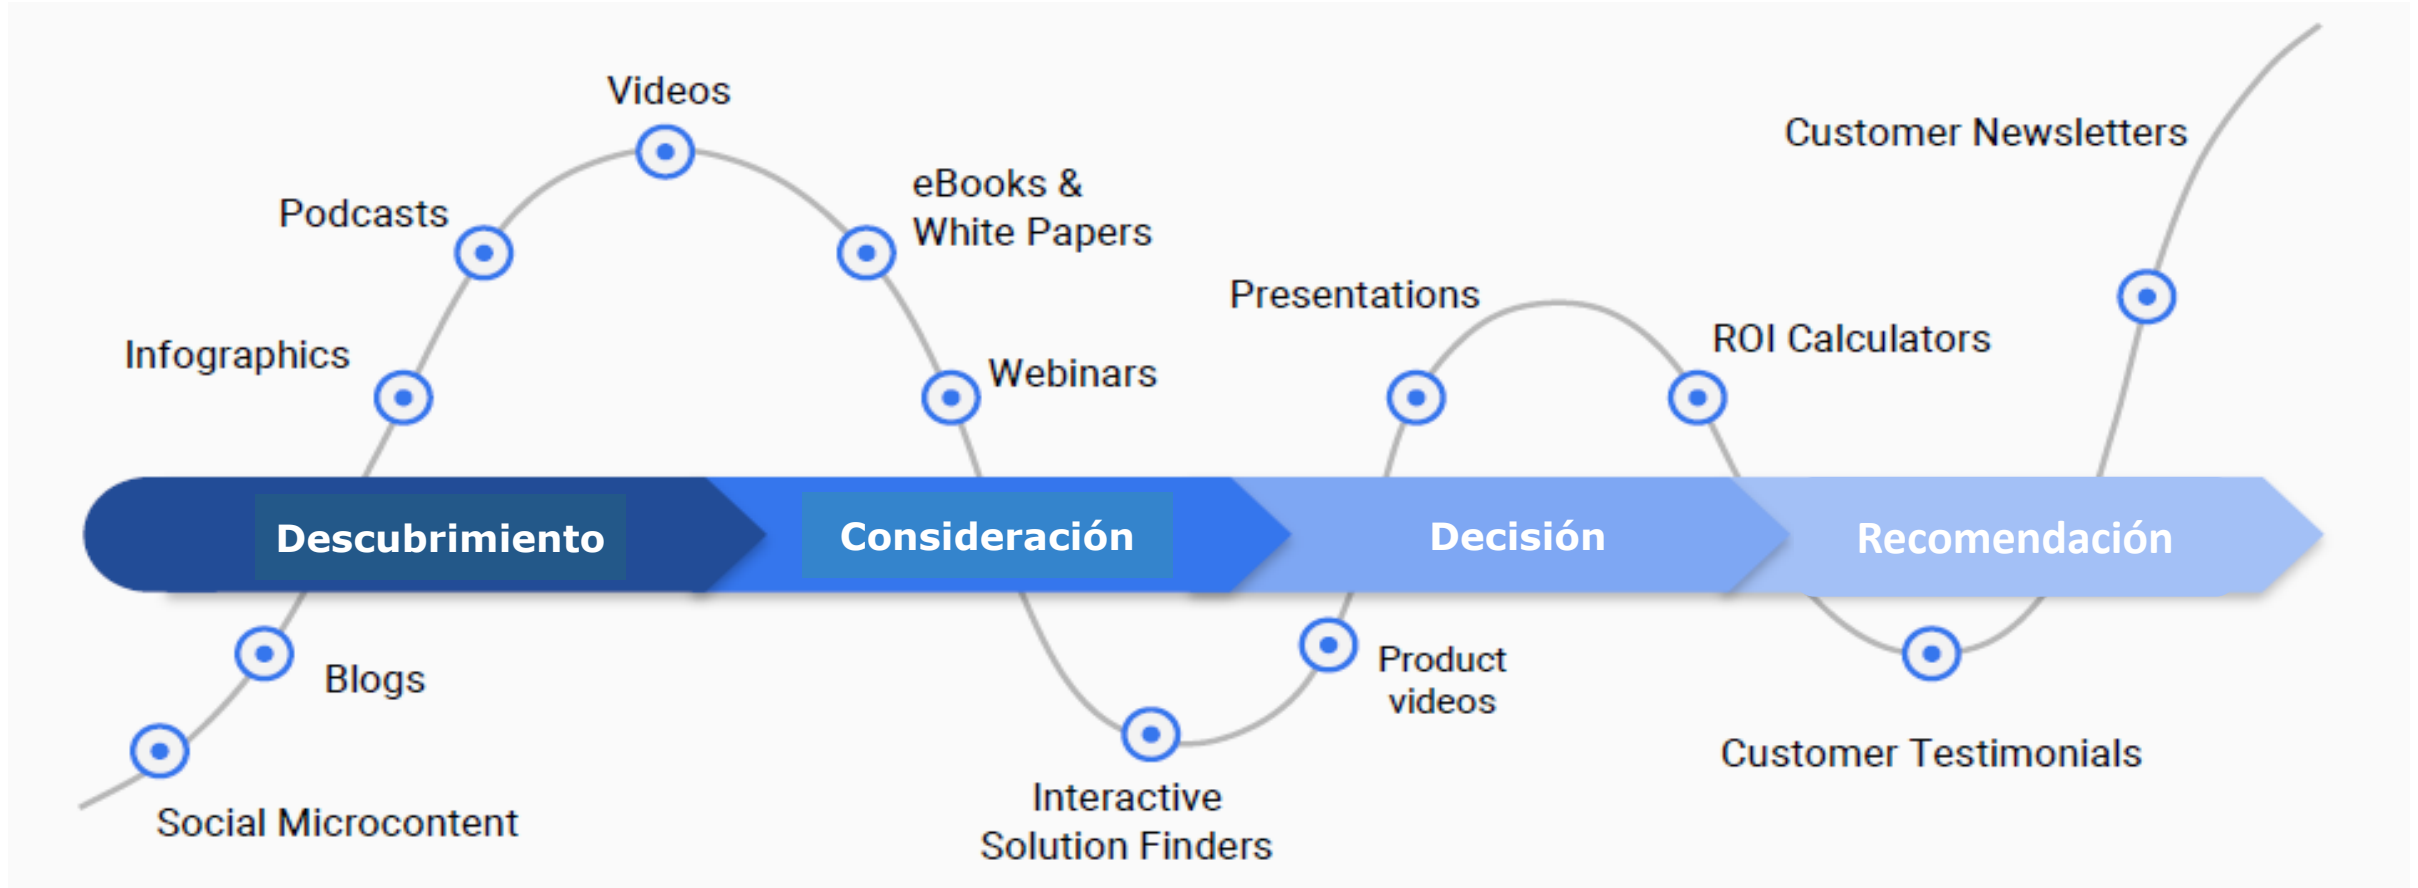 Videos
Podcasts
eBooks &
White Papers
Infographics
Webinars
Presentations
ROI Calculators
Customer Newsletters
Descubrimiento
Consideración
Decisión
Recomendación
Blogs
Social Microcontent
Interactive
Solution Finders
Product
videos
Customer Testimonials